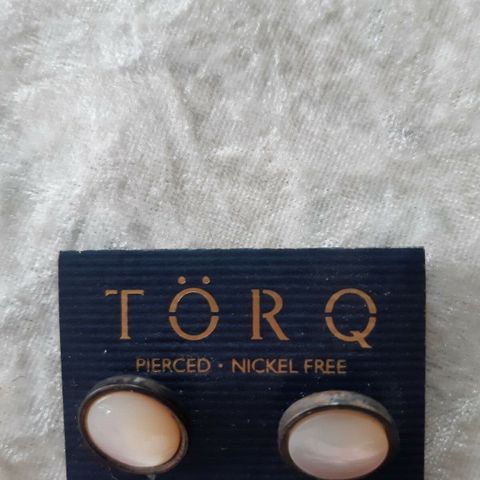 TÖRQ
PIERCED · NICKEL FREE